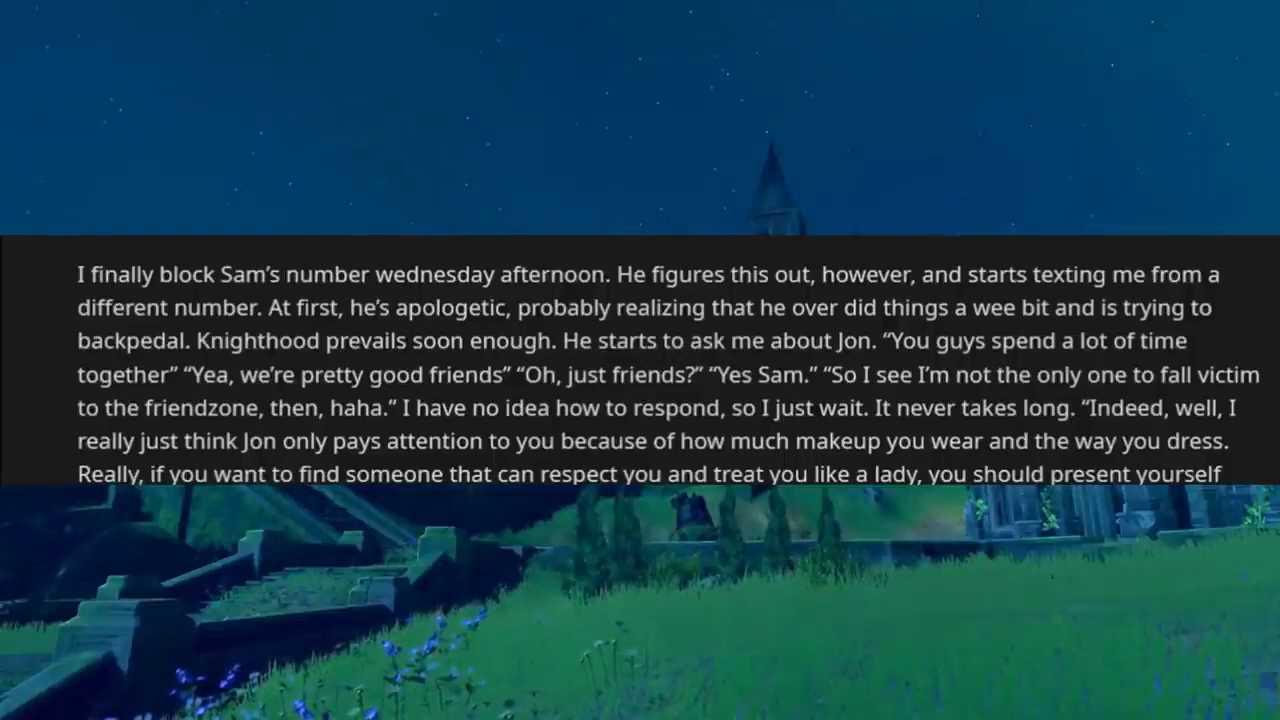 I finally block Sam’s number wednesday afternoon. He figures this out, however, and starts texting me from a
different number. At first, he’s apologetic, probably realizing that he over did things a wee bit and is trying to
backpedal. Knighthood prevails soon enough. He starts to ask me about Jon. “You guys spend a lot of time
together” “Yea, we’re pretty good friends” “Oh, just friends?” “Yes Sam.” “So I see I’m not the only one to fall victim
to the friendzone, then, haha.” I have no idea how to respond, so I just wait. It never takes long. “Indeed, well, I
really just think Jon only pays attention to you because of how much makeup you wear and the way you dress.
Really, if you want to find someone that can respect you and treat you like a lady, you should present yourself